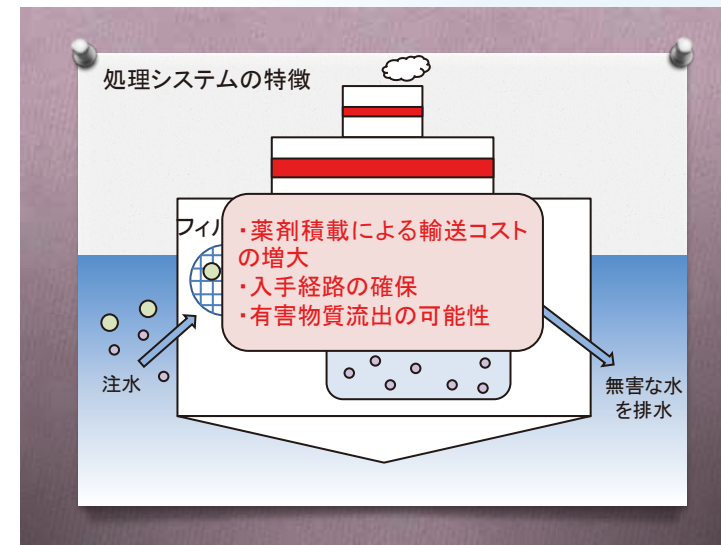 処理システムの特徴
フィル
・薬剤積載による輸送コスト
の増大
・入手経路の確保
・有害物質流出の可能性
注水
無害な水
を排水